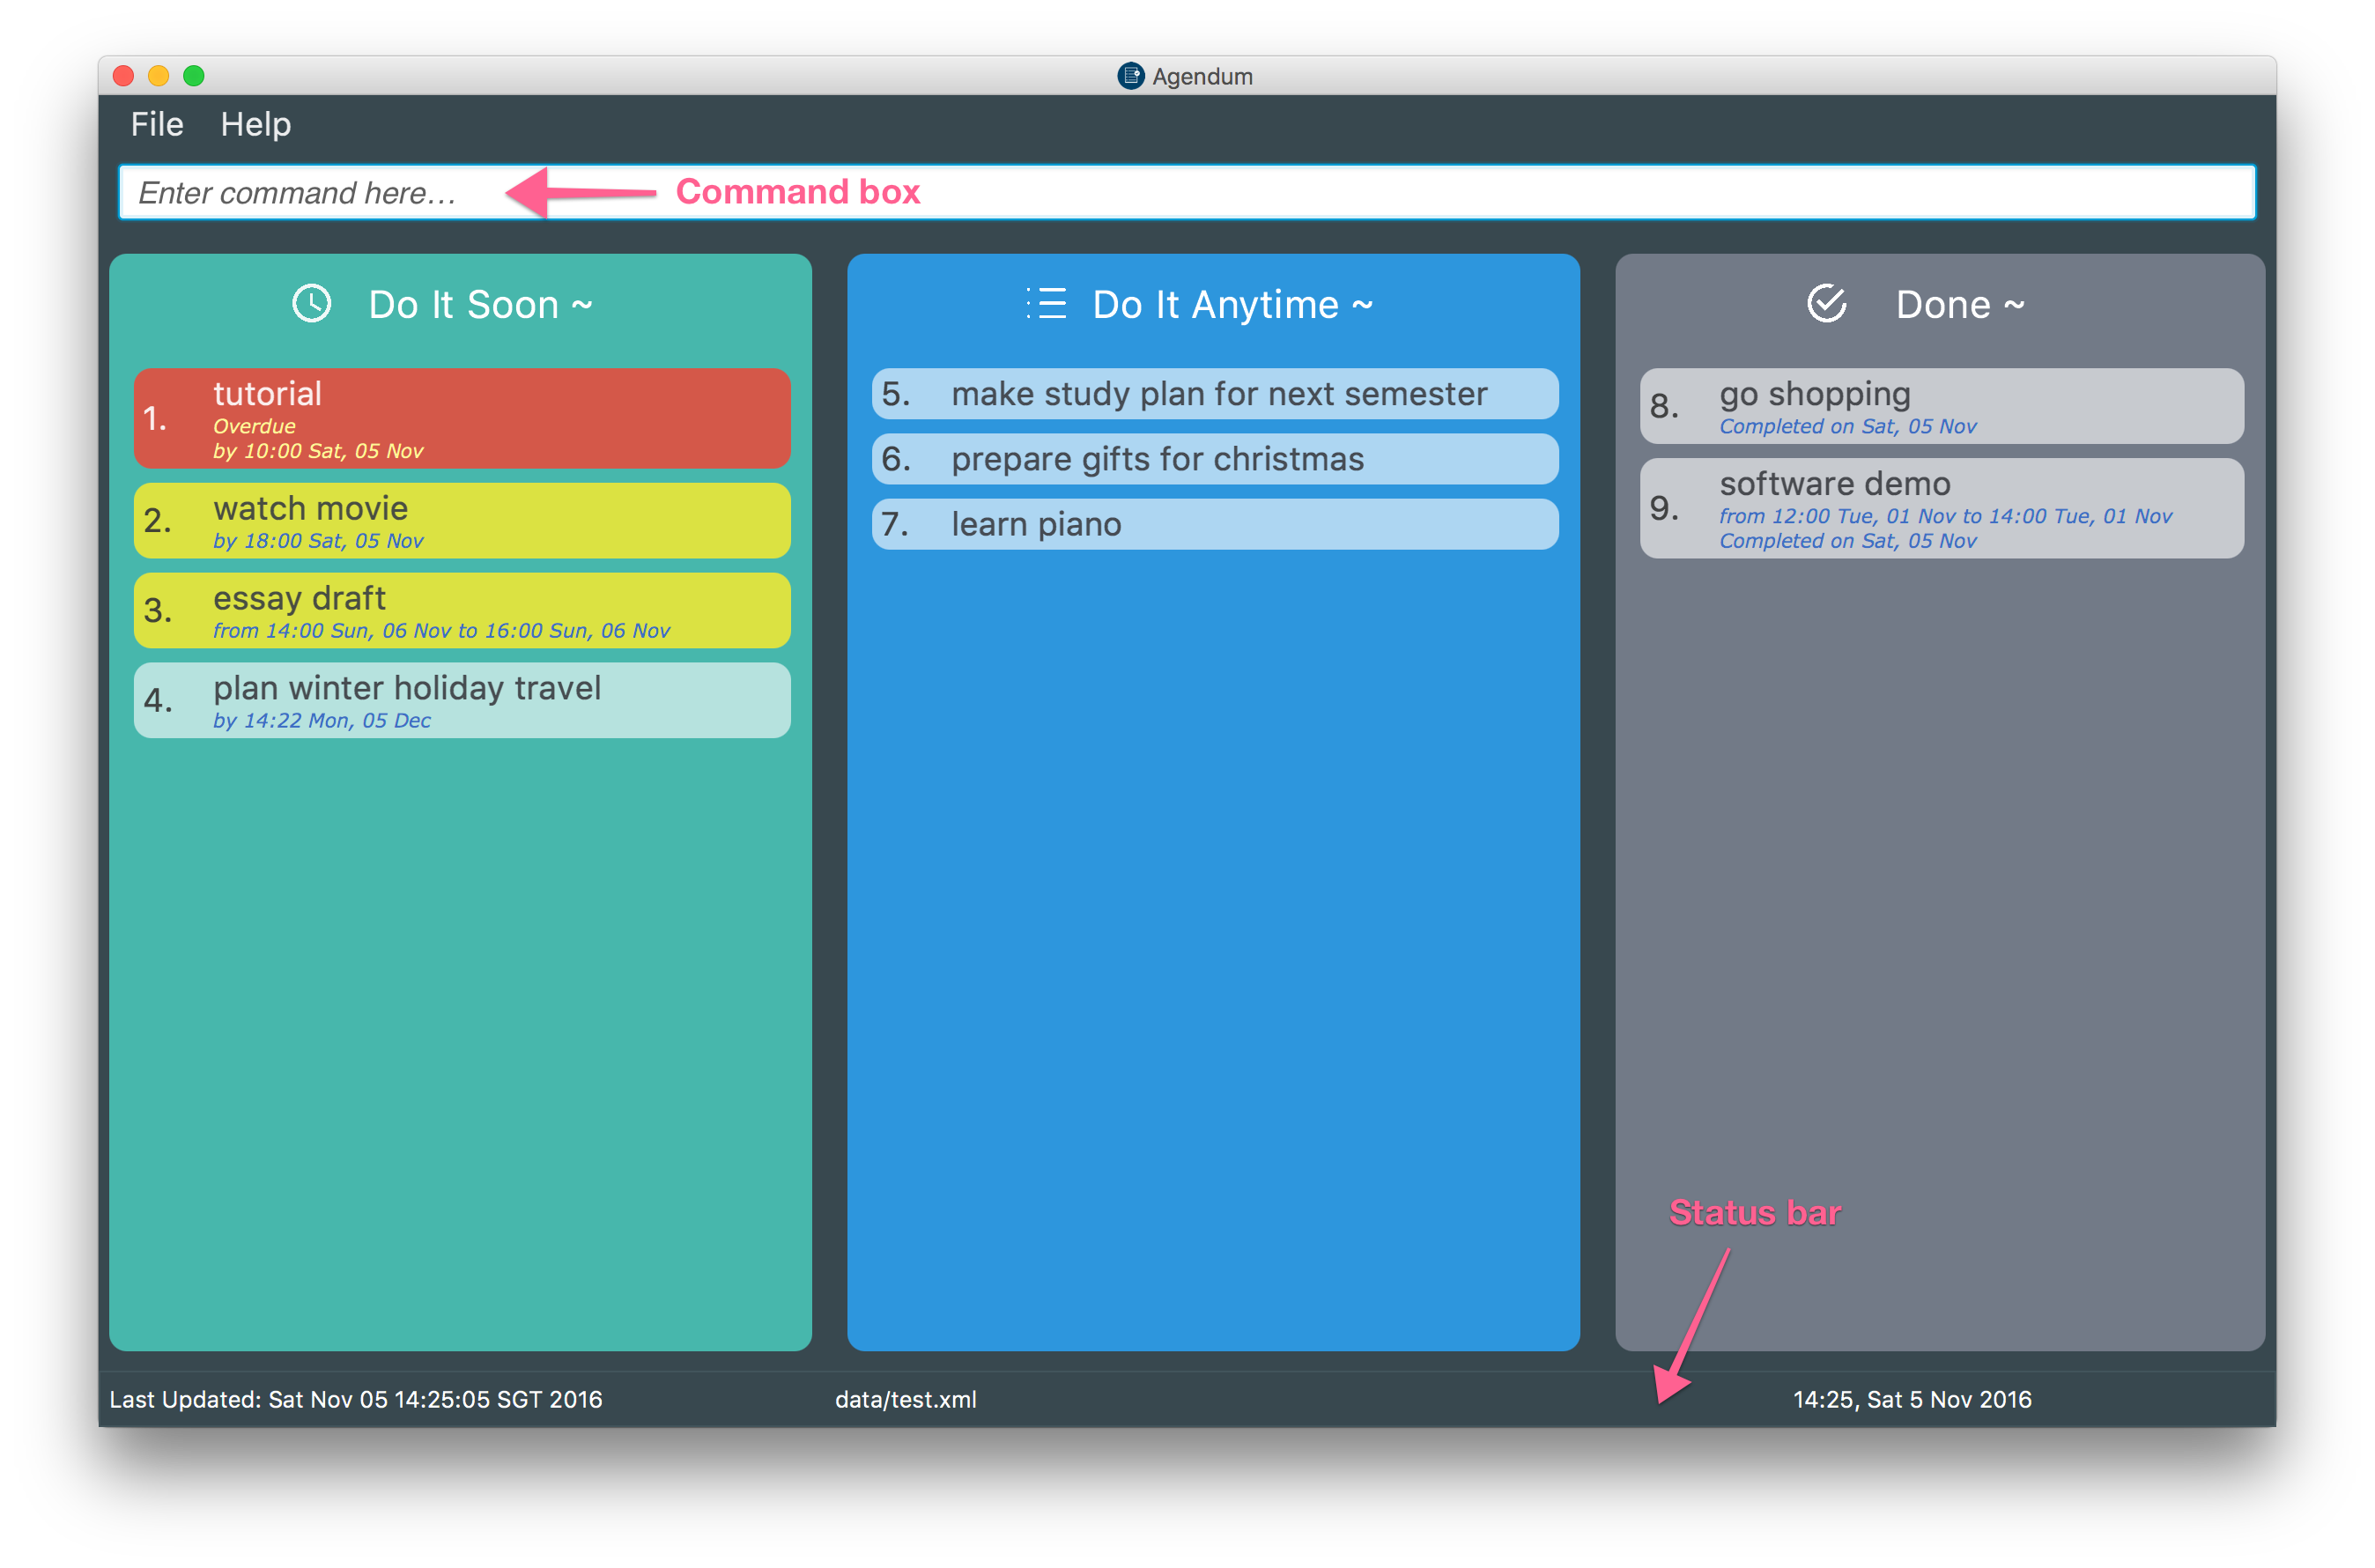 Agendum
File Help
Enter command here...
Command box
Do It Soon ~
1. tutorial
Overdue
by 10:00 Sat, 05 Nov
2. watch movie
by 18:00 Sat, 05 Nov
3. essay draft
from 14:00 Sun, 06 Nov to 16:00 Sun, 06 Nov
4. plan winter holiday travel
by 14:22 Mon, 05 Dec
Do It Anytime ~
5. make study plan for next semester
6. prepare gifts for christmas
7. learn piano
Done ~
8. go shopping
Completed on Sat, 05 Nov
9. software demo
from 12:00 Tue, 01 Nov to 14:00 Tue, 01 Nov
Completed on Sat, 05 Nov
Status bar
Last Updated: Sat Nov 05 14:25:05 SGT 2016
data/test.xml
14:25, Sat 5 Nov 2016